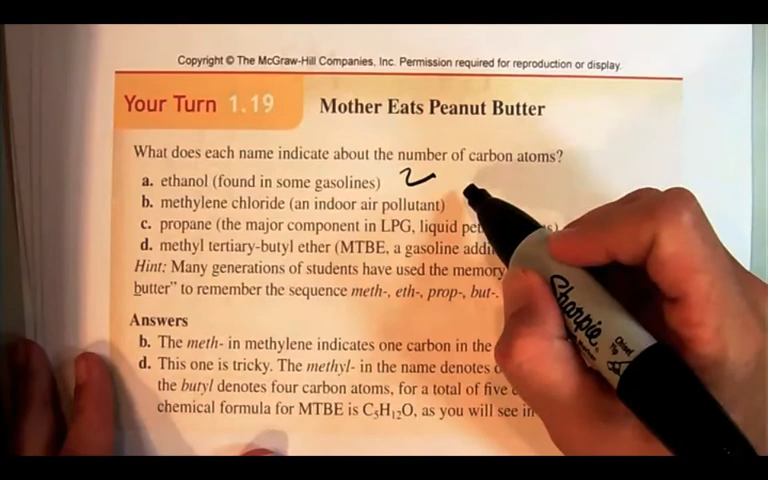 Copyright © The McGraw-Hill Companies, Inc. Permission required for reproduction or display.
Your Turn 1.19 Mother Eats Peanut Butter
What does each name indicate about the number of carbon atoms?
a. ethanol (found in some gasolines) 2
b. methylene chloride (an indoor air pollutant)
c. propane (the major component in LPG, liquid
d. methyl tertiary-butyl ether (MTBE, a gasoline
Hint: Many generations of students have used the memory
butter” to remember the sequence meth-, eth-, prop-, but-.
Answers
b. The meth- in methylene indicates one carbon in the
d. This one is tricky. The methyl- in the name denotes
the butyl denotes four carbon atoms, for a total of five
chemical formula for MTBE is C₅H₁₂O, as you will see in
Sharpie
Chisel
Tip